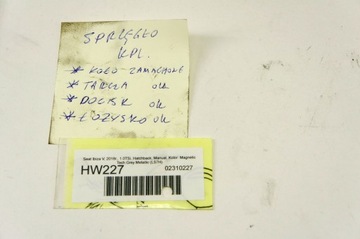 SPRZĘGŁO
KPL.
* KOŁO-ZAMACHOWE
* TARCZA OK
* DOCISK OK
* ŁOŻYSKO OK
Seat Ibiza V, 2018r., 1.0TSI, Hatchback, Manual, Kolor: Magnetic
Tech Grey Metallic (LS7H)
HW227
02310227